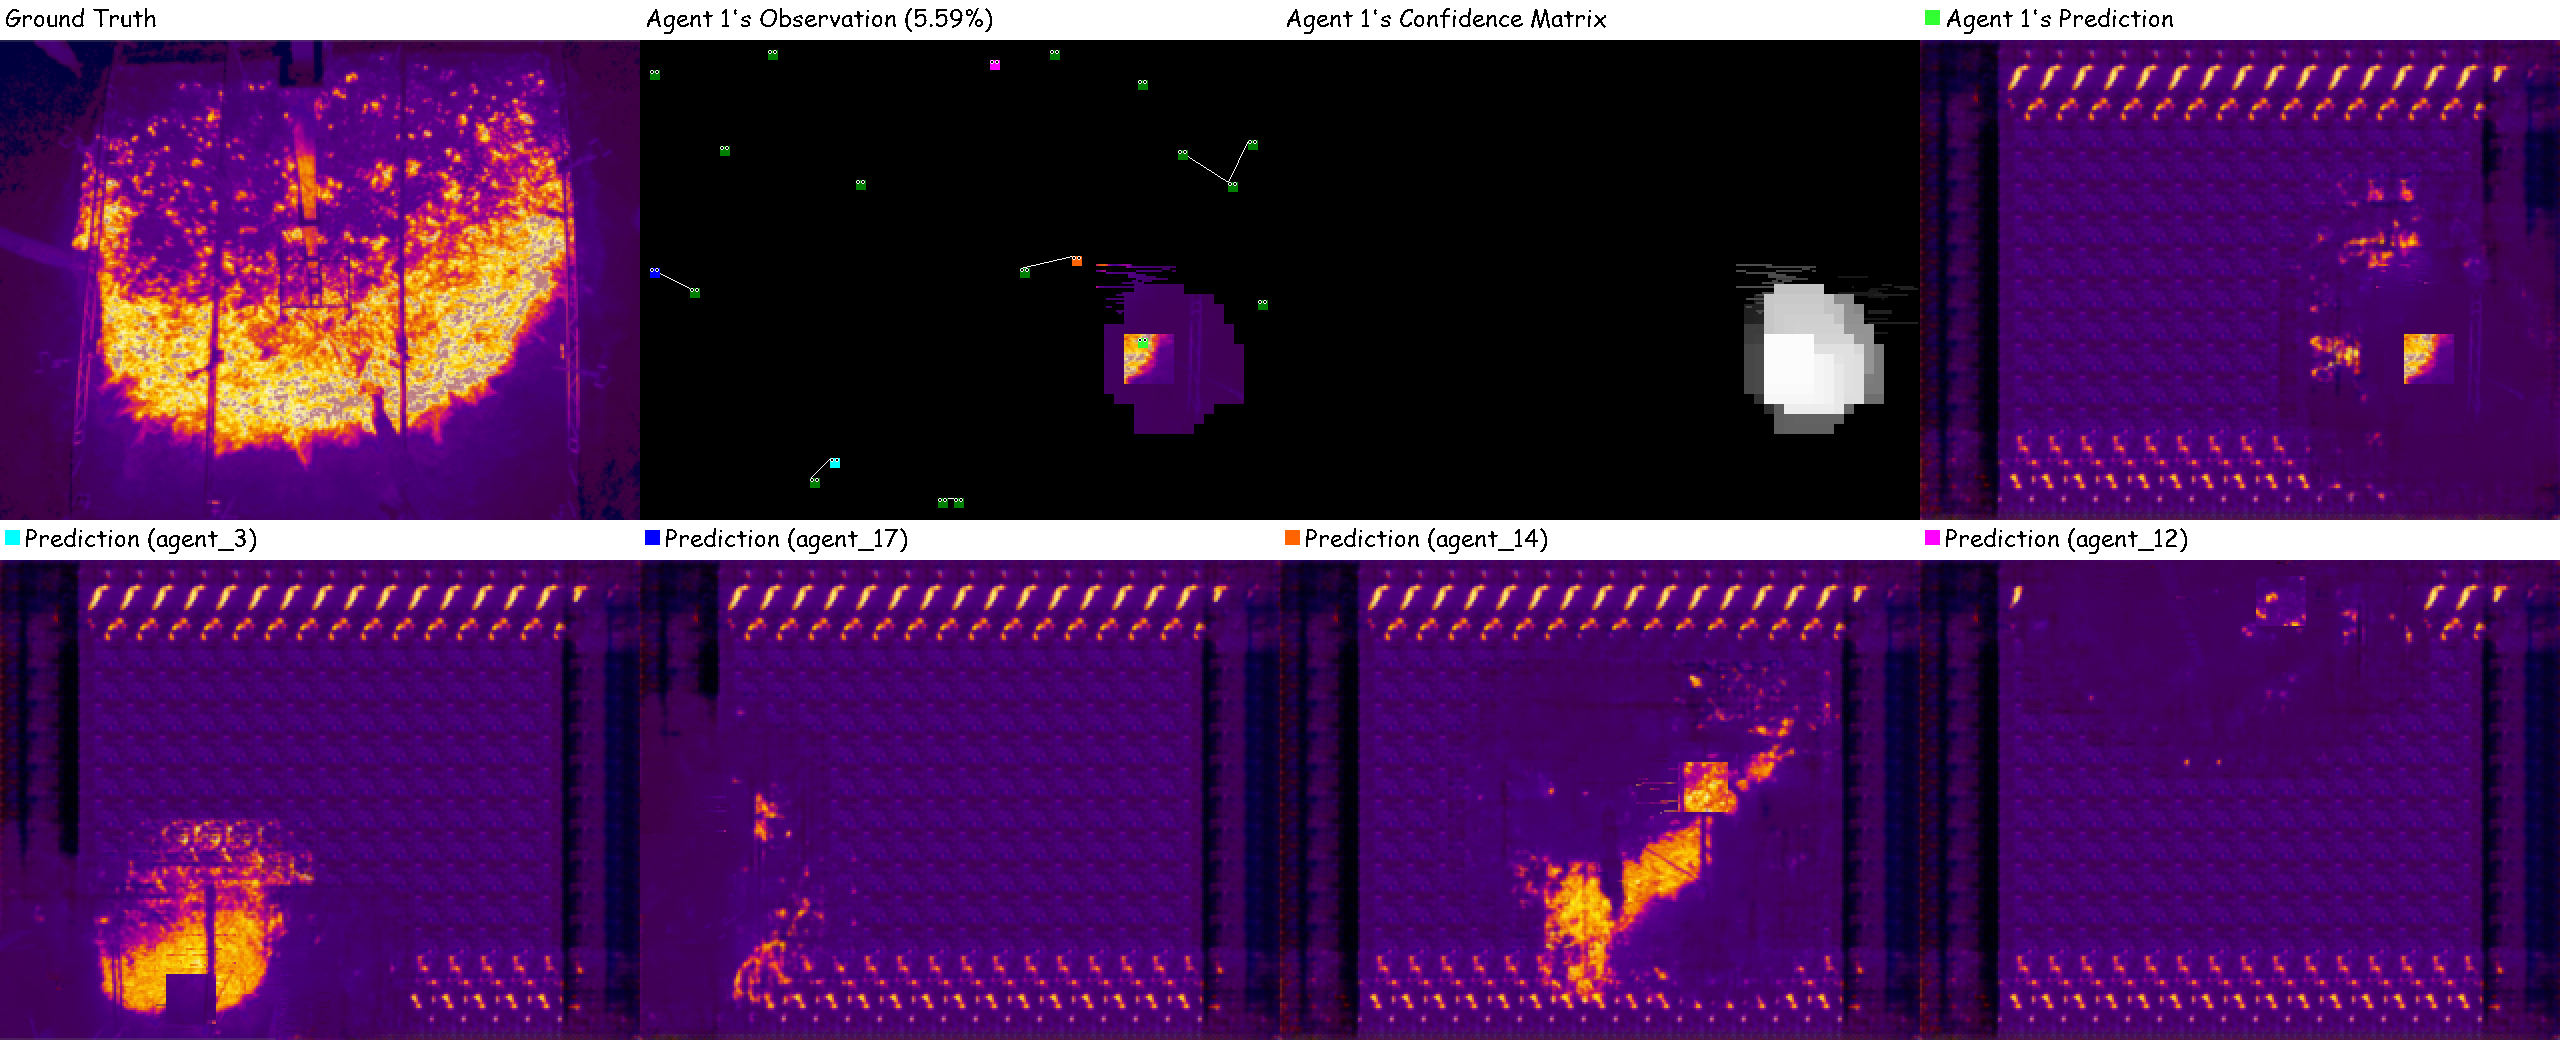 Ground Truth
Agent 1's Observation (5.59%)
Agent 1's Confidence Matrix
Agent 1's Prediction
Prediction (agent_3)
Prediction (agent_17)
Prediction (agent_14)
Prediction (agent_12)